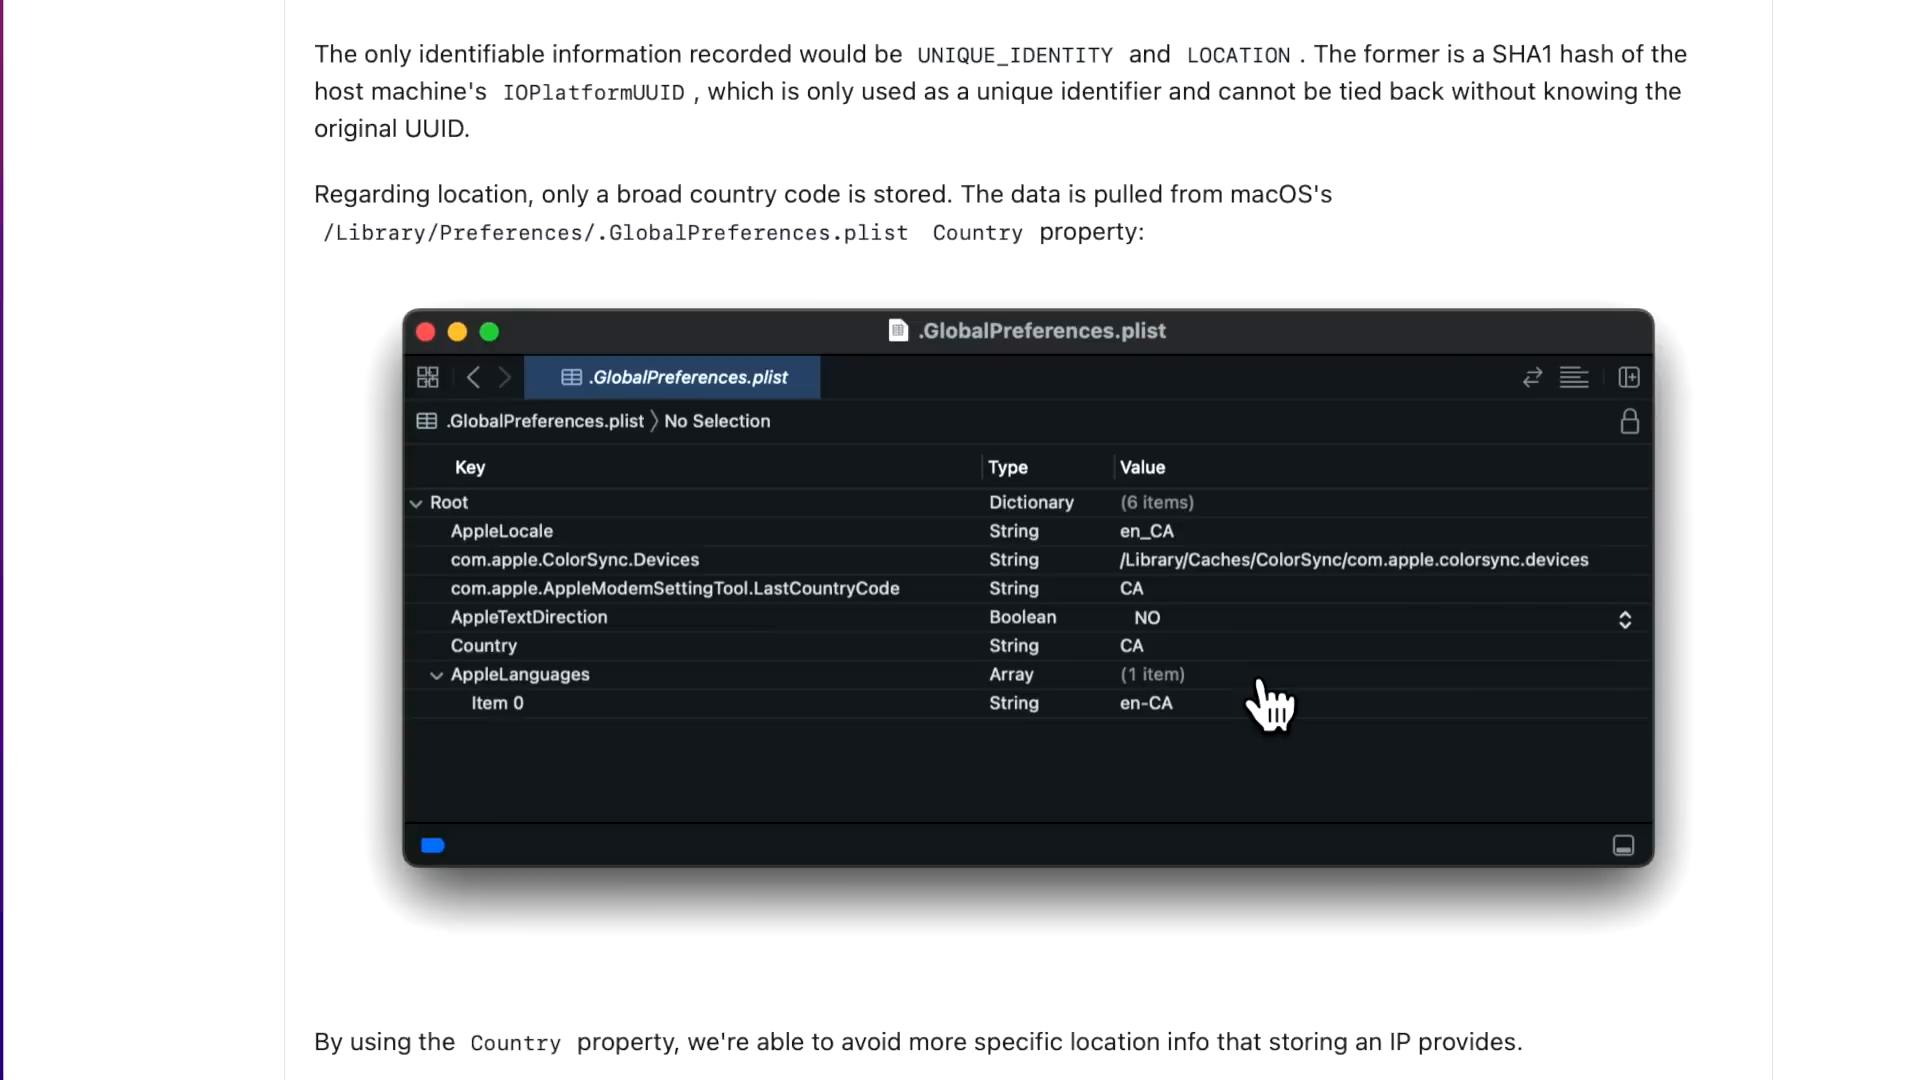 The only identifiable information recorded would be UNIQUE_IDENTITY and LOCATION . The former is a SHA1 hash of the
host machine's IOPlatformUUID , which is only used as a unique identifier and cannot be tied back without knowing the
original UUID.
Regarding location, only a broad country code is stored. The data is pulled from macOS's
/Library/Preferences/.GlobalPreferences.plist Country property:
.GlobalPreferences.plist
.GlobalPreferences.plist
.GlobalPreferences.plist 〉 No Selection
Key Type Value
Root Dictionary (6 items)
AppleLocale String en_CA
com.apple.ColorSync.Devices String /Library/Caches/ColorSync/com.apple.colorsync.devices
com.apple.AppleModemSettingTool.LastCountryCode String CA
AppleTextDirection Boolean NO
Country String CA
AppleLanguages Array (1 item)
Item 0 String en-CA
By using the Country property, we're able to avoid more specific location info that storing an IP provides.